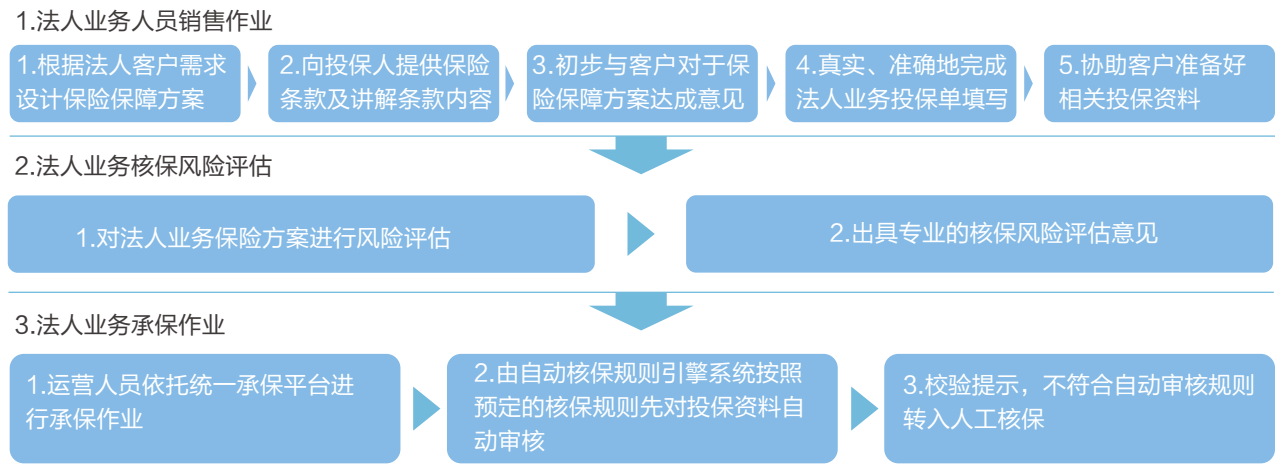 1.法人业务人员销售作业
1.根据法人客户需求
设计保险保障方案
2.向投保人提供保险
条款及讲解条款内容
3.初步与客户对于保
险保障方案达成意见
4.真实、准确地完成
法人业务投保单填写
5.协助客户准备好
相关投保资料
2.法人业务核保风险评估
1.对法人业务保险方案进行风险评估
2.出具专业的核保风险评估意见
3.法人业务承保作业
1.运营人员依托统一承保平台进
行承保作业
2.由自动核保规则引擎系统按照
预定的核保规则先对投保资料自
动审核
3.校验提示，不符合自动审核规则
转入人工核保